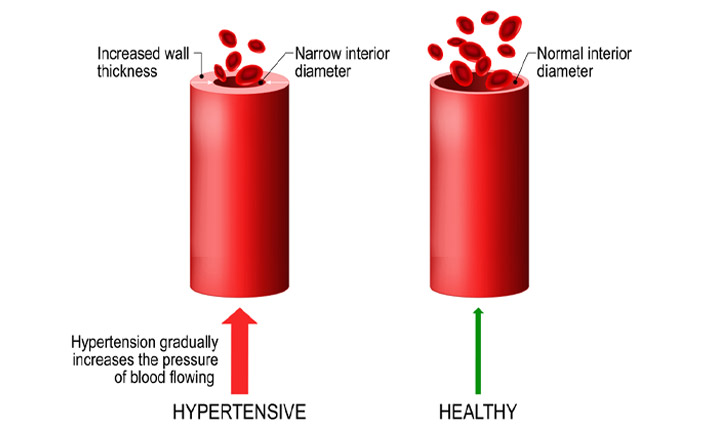 Increased wall
thickness
Narrow interior
diameter
Normal interior
diameter
Hypertension gradually
increases the pressure
of blood flowing
HYPERTENSIVE
HEALTHY